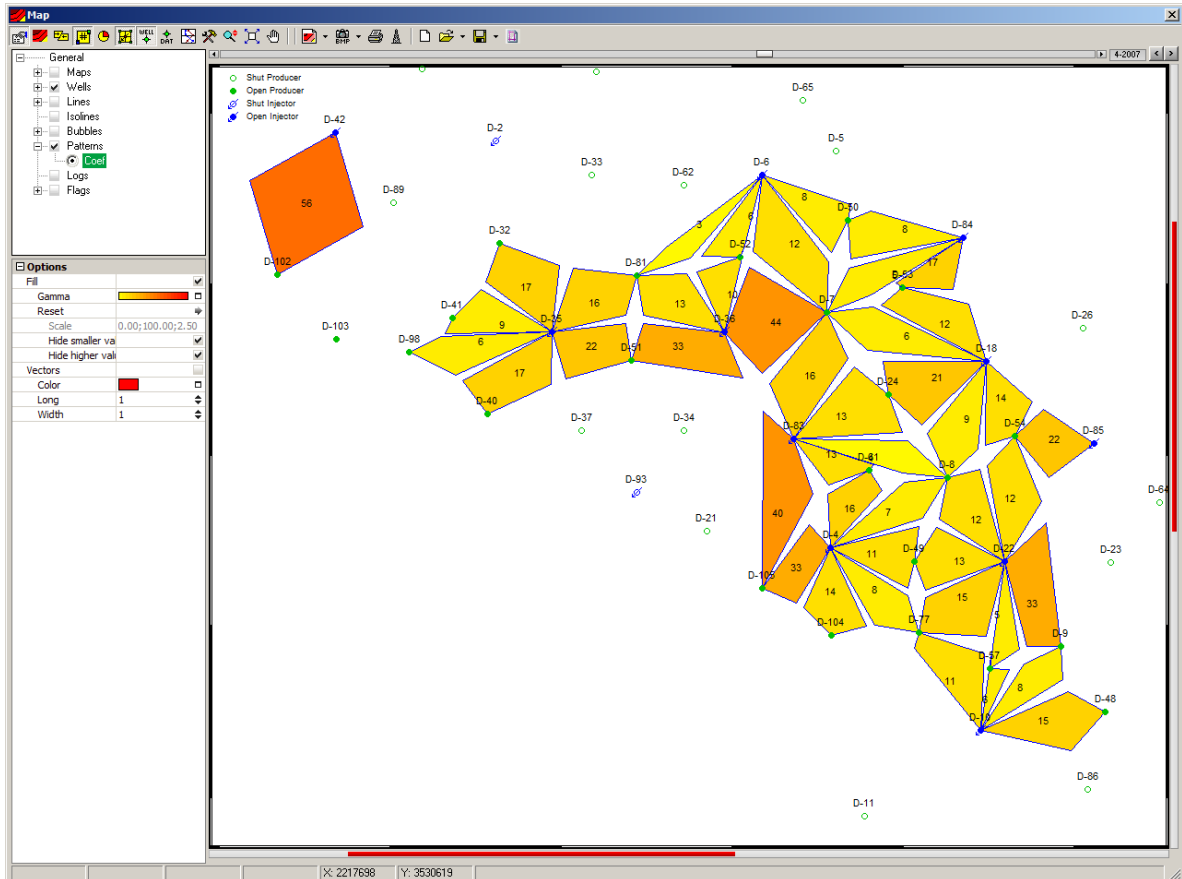 Map
WELL
DAT
BMP
General
Maps
Wells
Lines
Isolines
Bubbles
Patterns
Coef
Logs
Flags
Options
Fill
Gamma
Reset
Scale 0.00;100.00;2.50
Hide smaller va
Hide higher valu
Vectors
Color
Long 1
Width 1
4-2007
Shut Producer
Open Producer
Shut Injector
Open Injector
D-65
D-42
D-2
D-5
D-33
D-6
D-62
D-89
56
8
D-50
3
6
D-84
8
D-32
D-52
12
D-102
D-81
17
D-53
17
16
13
10
D-41
D-7
D-103
9
D-35
D-36
44
12
D-26
D-98
6
22
D-51
33
6
D-18
17
16
D-24
21
14
D-40
13
9
D-37
D-34
D-83
D-54
D-85
22
13
D-8
D-93
D-64
16
12
40
7
12
D-21
D-4
11
D-49
13
D-22
D-23
33
D-105
14
8
15
33
5
D-104
D-77
D-9
D-57
11
8
6
D-48
D-10
15
D-86
D-11
X: 2217698 Y: 3530619